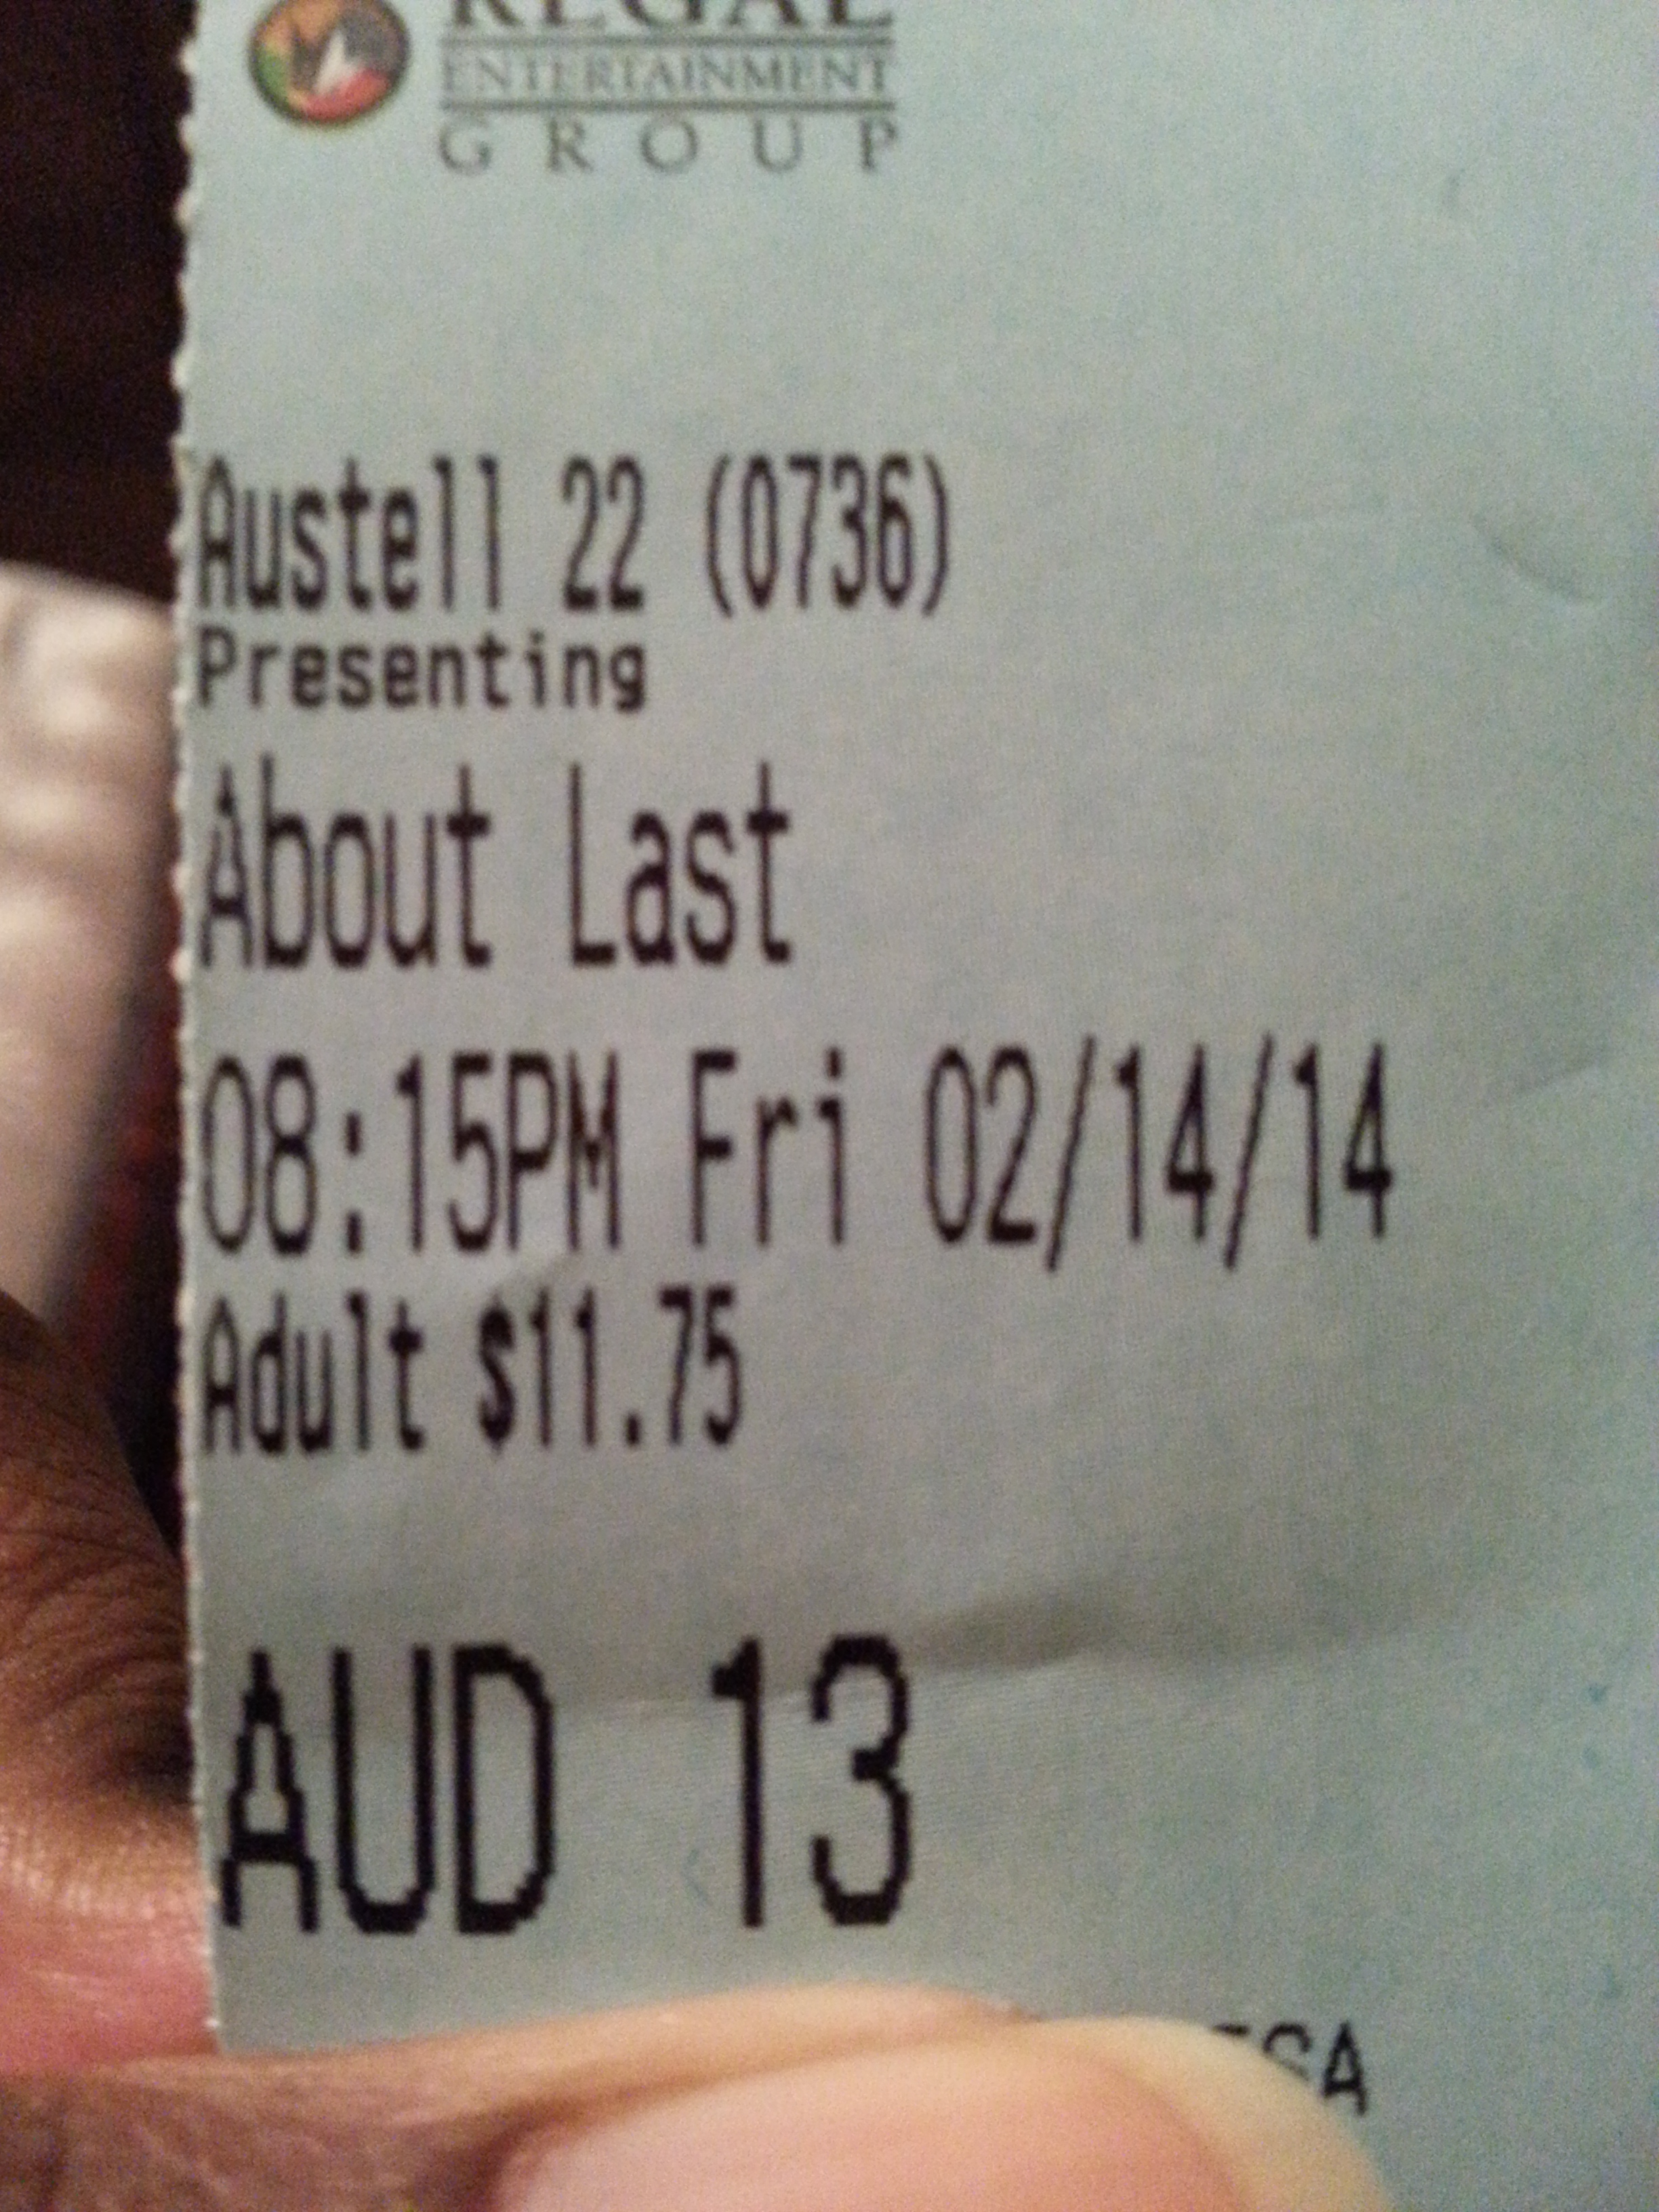 REGAL
ENTERTAINMENT
GROUP
Austell 22 (0736)
Presenting
About Last
08:15PM Fri 02/14/14
Adult $11.75
AUD 13